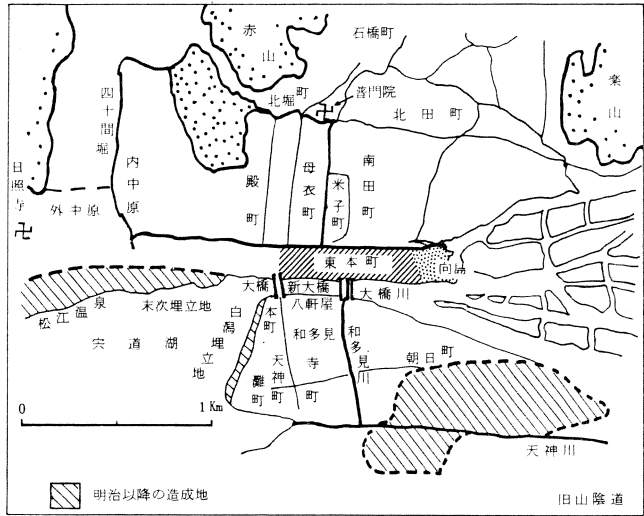 赤山
石橋町
楽山
四十間堀
北堀町
普門院
北田町
内中原
殿町
母衣町
米子町
南田町
日照寺
外中原
東本町
向島
大橋
新大橋
大橋川
八軒屋
松江温泉
末次埋立地
宍道湖埋立地
白潟
本町
和多見
寺町
天神町
灘町
和多見川
朝日町
天神川
0
1Km
明治以降の造成地
旧山陰道